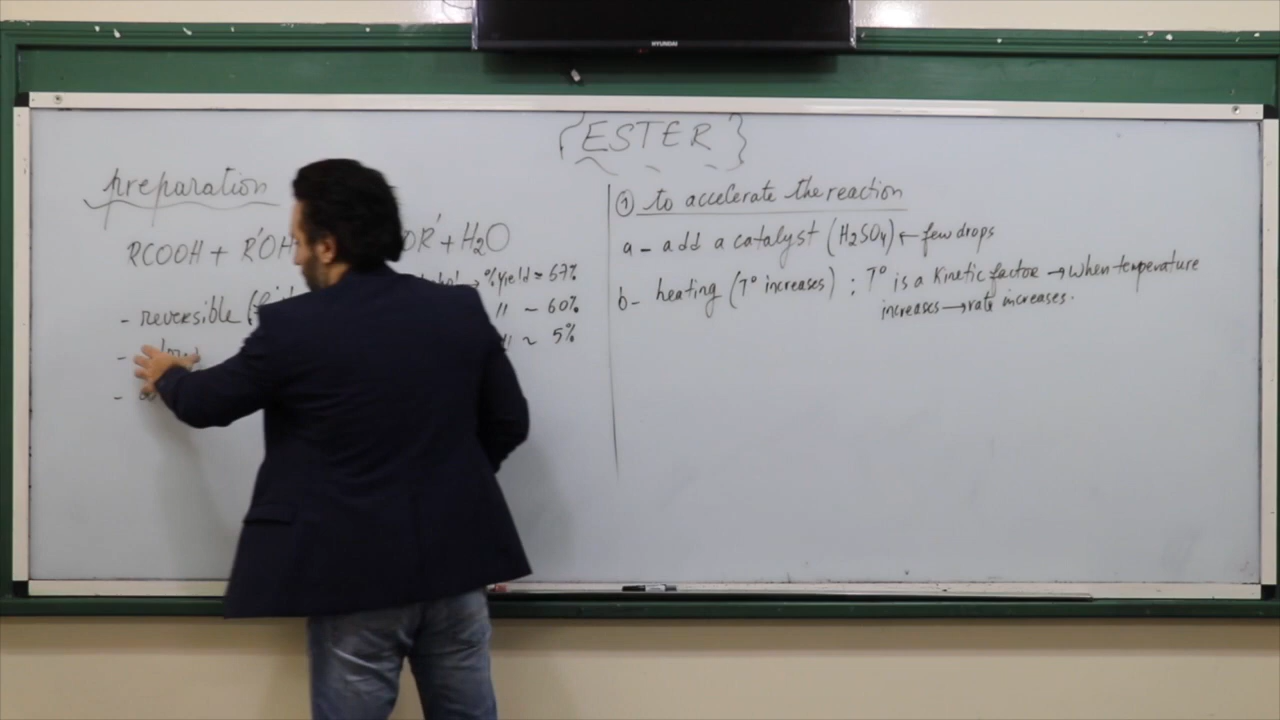 HYUNDAI
{ESTER}
preparation
RCOOH + R'OH OR' + H2O
- reversible
%yield = 67%
" ~ 60%
" ~ 5%
① to accelerate the reaction
a - add a catalyst (H2SO4) ← few drops
b - heating (T° increases) : T° is a Kinetic factor → When temperature
increases → rate increases.